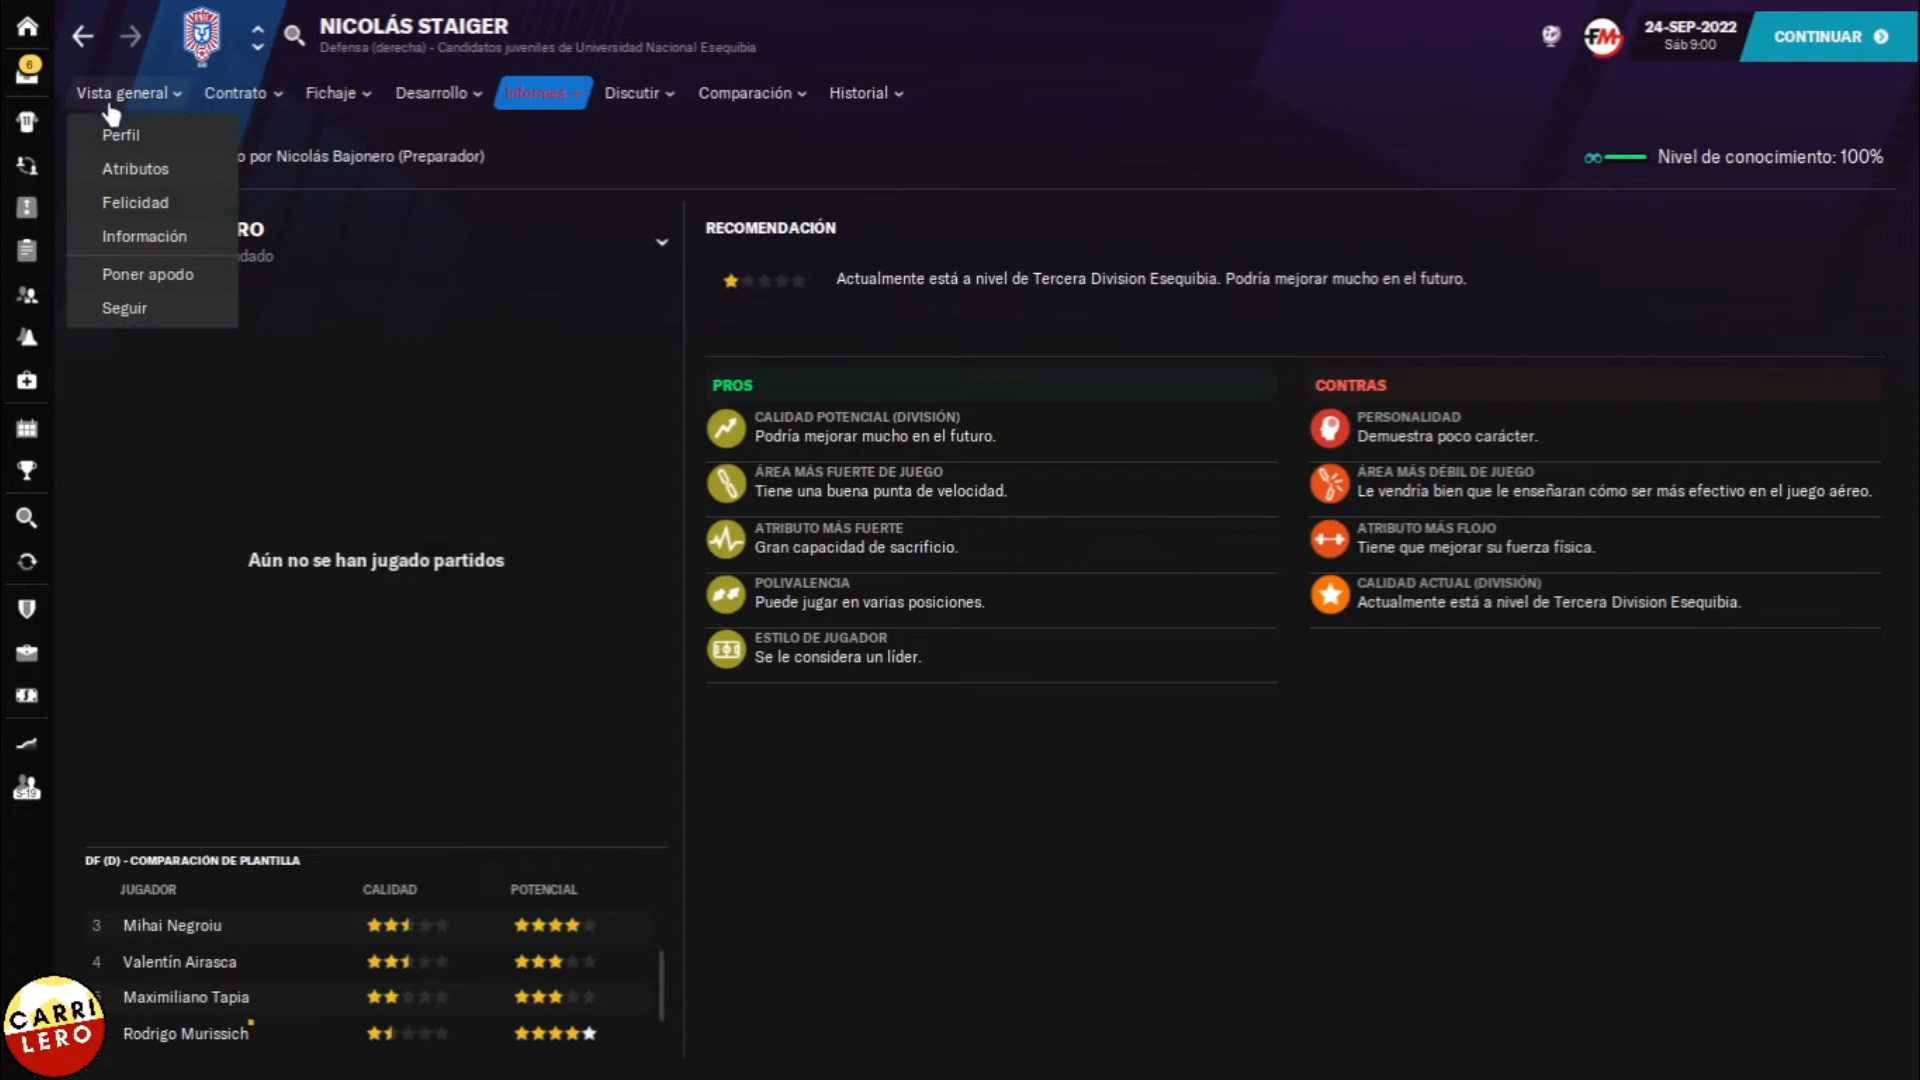 NICOLÁS STAIGER
Defensa (derecha) - Candidatos juveniles de Universidad Nacional Esequibia
FM
24-SEP-2022
Sáb 9:00
CONTINUAR
6
Vista general
Contrato
Fichaje
Desarrollo
Informes
Discutir
Comparación
Historial
Perfil
Atributos
Felicidad
Información
Poner apodo
Seguir
o por Nicolás Bajonero (Preparador)
Nivel de conocimiento: 100%
RO
dado
RECOMENDACIÓN
Actualmente está a nivel de Tercera Division Esequibia. Podría mejorar mucho en el futuro.
PROS
CALIDAD POTENCIAL (DIVISIÓN)
Podría mejorar mucho en el futuro.
ÁREA MÁS FUERTE DE JUEGO
Tiene una buena punta de velocidad.
ATRIBUTO MÁS FUERTE
Gran capacidad de sacrificio.
POLIVALENCIA
Puede jugar en varias posiciones.
ESTILO DE JUGADOR
Se le considera un líder.
CONTRAS
PERSONALIDAD
Demuestra poco carácter.
ÁREA MÁS DÉBIL DE JUEGO
Le vendría bien que le enseñaran cómo ser más efectivo en el juego aéreo.
ATRIBUTO MÁS FLOJO
Tiene que mejorar su fuerza física.
CALIDAD ACTUAL (DIVISIÓN)
Actualmente está a nivel de Tercera Division Esequibia.
Aún no se han jugado partidos
DF (D) - COMPARACIÓN DE PLANTILLA
JUGADOR CALIDAD POTENCIAL
3 Mihai Negroiu
4 Valentín Airasca
Maximiliano Tapia
Rodrigo Murissich
S-19
CARRI
LERO